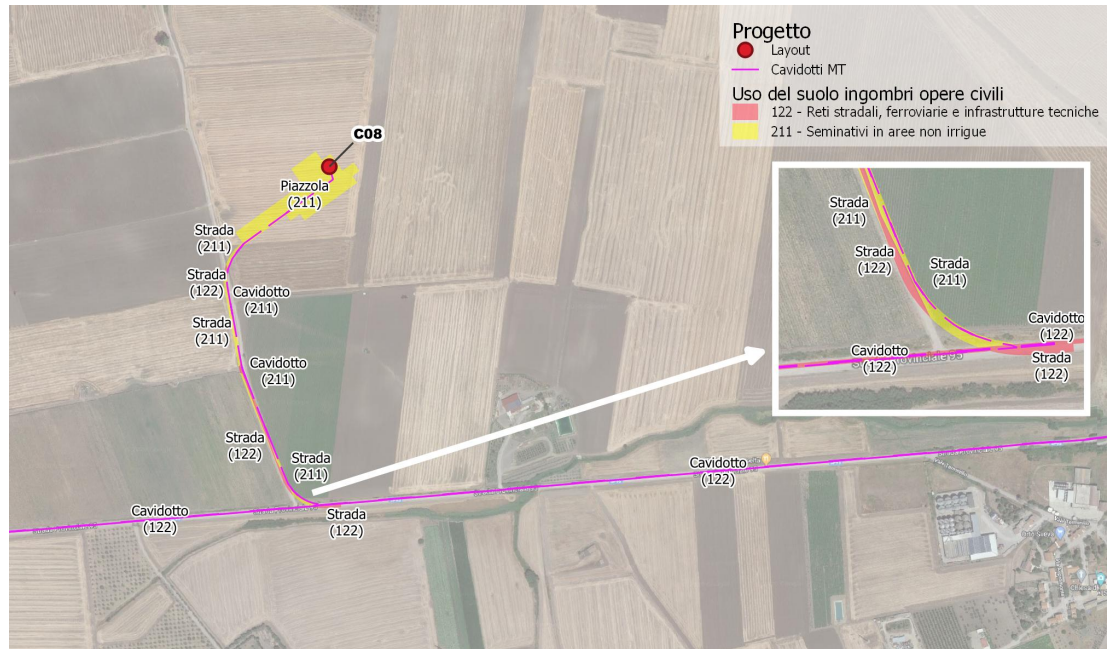 Progetto
Layout
Cavidotti MT
Uso del suolo ingombri opere civili
122 - Reti stradali, ferroviarie e infrastrutture tecniche
211 - Seminativi in aree non irrigue
C08
Piazzola
(211)
Strada
(211)
Strada
(122)
Cavidotto
(211)
Strada
(211)
Cavidotto
(211)
Strada
(122)
Strada
(211)
Cavidotto
(122)
Strada
(122)
Cavidotto
(122)
Strada
(211)
Strada
(122)
Strada
(211)
Cavidotto
(122)
Cavidotto
(122)
Strada
(122)